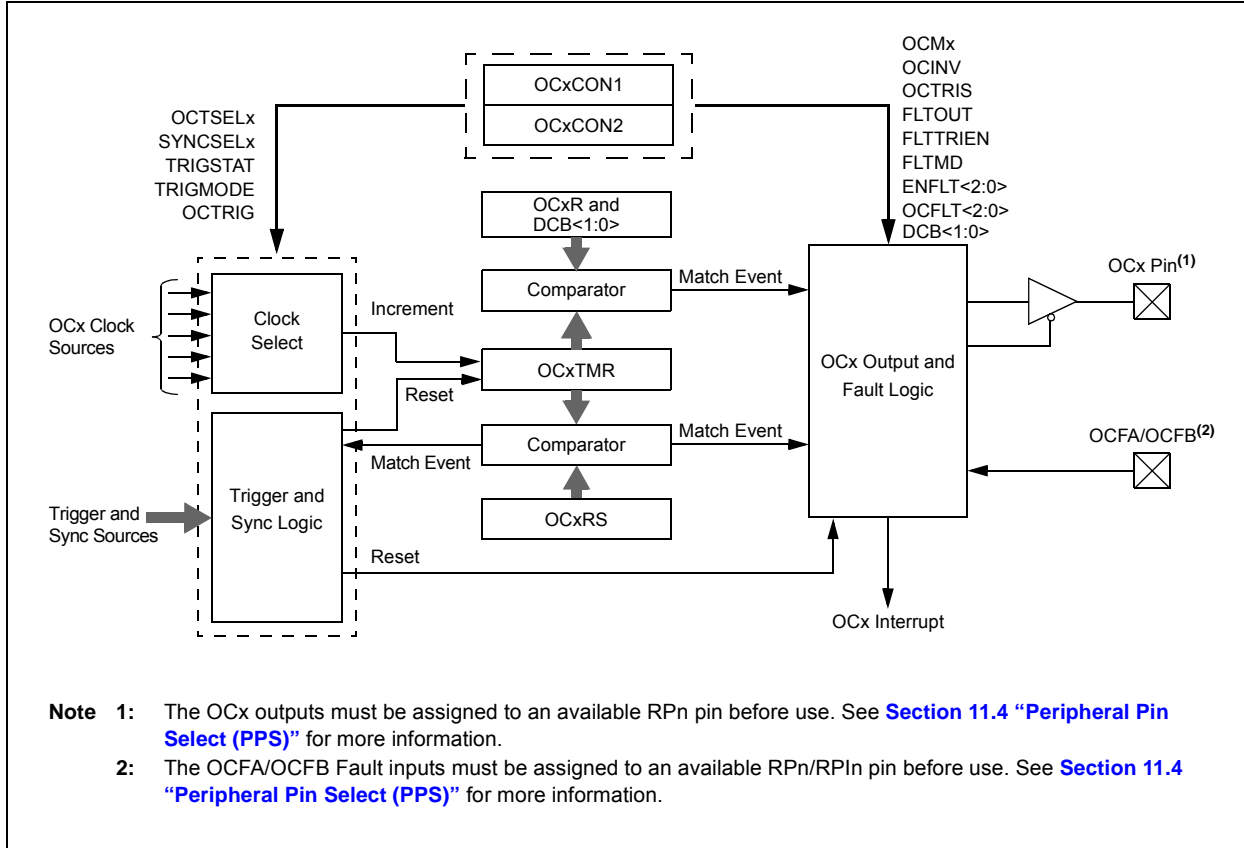 OCxCON1
OCxCON2
OCTSELx
SYNCSELx
TRIGSTAT
TRIGMODE
OCTRIG
OCMx
OCINV
OCTRIS
FLTOUT
FLTTRIEN
FLTMD
ENFLT<2:0>
OCFLT<2:0>
DCB<1:0>
OCxR and
DCB<1:0>
Comparator
Match Event
OCx Pin(1)
OCx Clock
Sources
Clock
Select
Increment
OCxTMR
Reset
OCx Output and
Fault Logic
Comparator
Match Event
Match Event
OCFA/OCFB(2)
Trigger and
Sync Sources
Trigger and
Sync Logic
OCxRS
Reset
OCx Interrupt
Note 1: The OCx outputs must be assigned to an available RPn pin before use. See Section 11.4 “Peripheral Pin
Select (PPS)” for more information.
2: The OCFA/OCFB Fault inputs must be assigned to an available RPn/RPIn pin before use. See Section 11.4
“Peripheral Pin Select (PPS)” for more information.